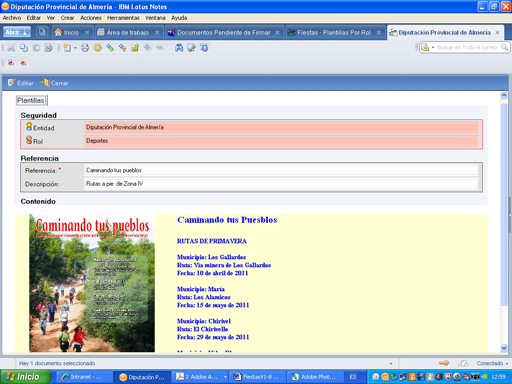 Diputación Provincial de Almería - IBM Lotus Notes
Archivo Editar Ver Crear Acciones Herramientas Ventana Ayuda
Abrir Inicio Área de trabajo Documentos Pendiente de Firmar Fiestas - Plantillas Por Rol Diputación Provincial de Almería
Buscar en Todo el correo
Editar Cerrar
Plantillas
Seguridad
Entidad Diputación Provincial de Almería
Rol Deportes
Referencia
Referencia: * Caminando tus pueblos
Descripción: Rutas a pie de Zona IV
Contenido
Caminando tus pueblos
Caminando tus Puesblos
RUTAS DE PRIMAVERA
Municipio: Los Gallardos
Ruta: Via minera de Los Gallardos
Fecha: 10 de abril de 2011
Municipio: María
Ruta: Los Alamicos
Fecha: 15 de mayo de 2011
Municipio: Chirivel
Ruta: El Chirivello
Fecha: 29 de mayo de 2011
Hay 1 documento seleccionado
Conectado
Inicio Intranet - ... Diputación P... 2 Adobe A... FiestasV1-8 ... Adobe Phot... ES 12:59